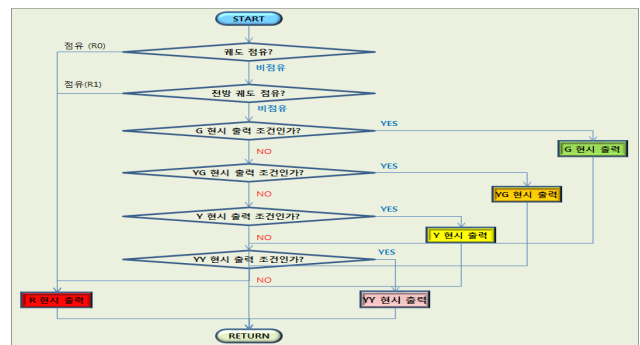 START
점유 (R0)
궤도 점유?
비점유
점유(R1)
전방 궤도 점유?
비점유
G 현시 출력 조건인가?
YES
G 현시 출력
NO
YG 현시 출력 조건인가?
YES
YG 현시 출력
NO
Y 현시 출력 조건인가?
YES
Y 현시 출력
NO
YY 현시 출력 조건인가?
YES
NO
R 현시 출력
YY 현시 출력
RETURN